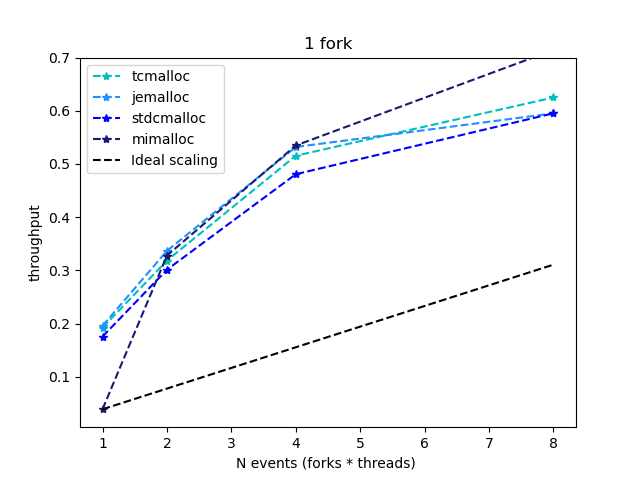 1 fork
tcmalloc
jemalloc
stdcmalloc
mimalloc
Ideal scaling
throughput
0.7
0.6
0.5
0.4
0.3
0.2
0.1
1 2 3 4 5 6 7 8
N events (forks * threads)